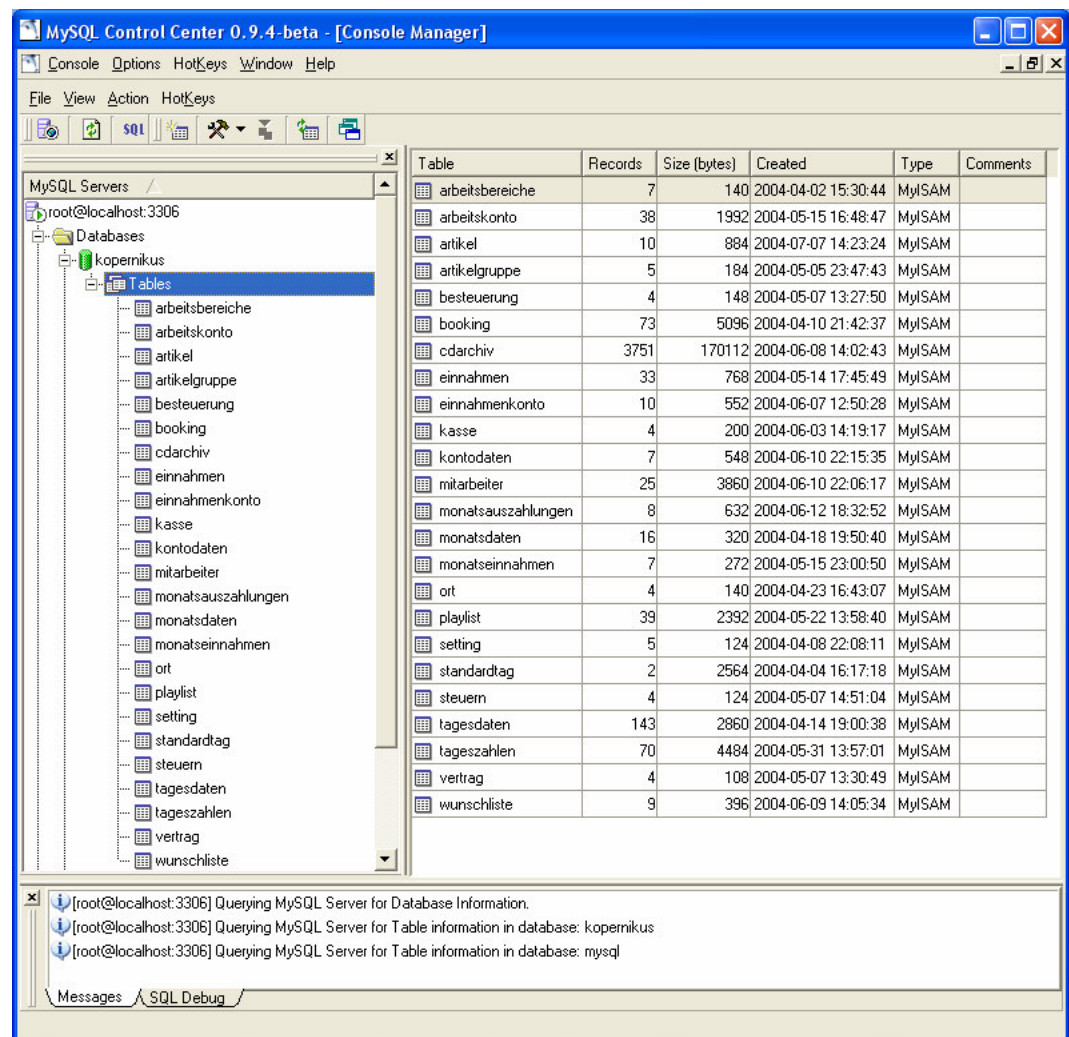 MySQL Control Center 0.9.4-beta - [Console Manager]
Console Options HotKeys Window Help
File View Action HotKeys
SQL
MySQL Servers
root@localhost:3306
Databases
kopernikus
Tables
arbeitsbereiche
arbeitskonto
artikel
artikelgruppe
besteuerung
booking
cdarchiv
einnahmen
einnahmenkonto
kasse
kontodaten
mitarbeiter
monatsauszahlungen
monatsdaten
monatseinnahmen
ort
playlist
setting
standardtag
steuern
tagesdaten
tageszahlen
vertrag
wunschliste
Table Records Size (bytes) Created Type Comments
arbeitsbereiche 7 140 2004-04-02 15:30:44 MyISAM
arbeitskonto 38 1992 2004-05-15 16:48:47 MyISAM
artikel 10 884 2004-07-07 14:23:24 MyISAM
artikelgruppe 5 184 2004-05-05 23:47:43 MyISAM
besteuerung 4 148 2004-05-07 13:27:50 MyISAM
booking 73 5096 2004-04-10 21:42:37 MyISAM
cdarchiv 3751 170112 2004-06-08 14:02:43 MyISAM
einnahmen 33 768 2004-05-14 17:45:49 MyISAM
einnahmenkonto 10 552 2004-06-07 12:50:28 MyISAM
kasse 4 200 2004-06-03 14:19:17 MyISAM
kontodaten 7 548 2004-06-10 22:15:35 MyISAM
mitarbeiter 25 3860 2004-06-10 22:06:17 MyISAM
monatsauszahlungen 8 632 2004-06-12 18:32:52 MyISAM
monatsdaten 16 320 2004-04-18 19:50:40 MyISAM
monatseinnahmen 7 272 2004-05-15 23:00:50 MyISAM
ort 4 140 2004-04-23 16:43:07 MyISAM
playlist 39 2392 2004-05-22 13:58:40 MyISAM
setting 5 124 2004-04-08 22:08:11 MyISAM
standardtag 2 2564 2004-04-04 16:17:18 MyISAM
steuern 4 124 2004-05-07 14:51:04 MyISAM
tagesdaten 143 2860 2004-04-14 19:00:38 MyISAM
tageszahlen 70 4484 2004-05-31 13:57:01 MyISAM
vertrag 4 108 2004-05-07 13:30:49 MyISAM
wunschliste 9 396 2004-06-09 14:05:34 MyISAM
[root@localhost:3306] Querying MySQL Server for Database Information.
[root@localhost:3306] Querying MySQL Server for Table information in database: kopernikus
[root@localhost:3306] Querying MySQL Server for Table information in database: mysql
Messages SQL Debug